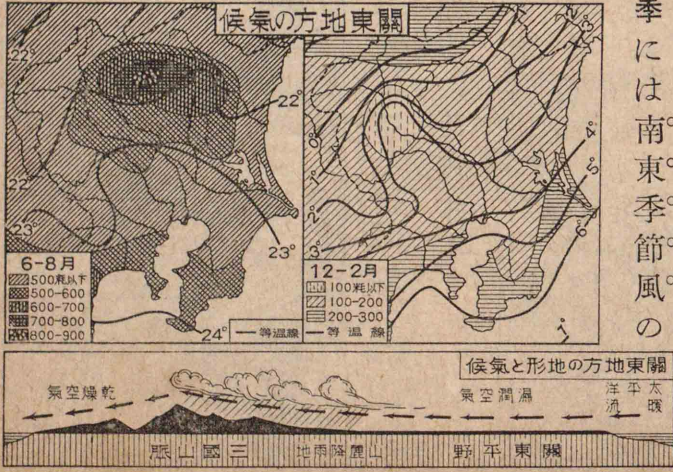 季には南東季節風の
關東地方の氣候
22°
22°
22°
23°
23°
24°
6-8月
500粍以下
500-600
600-700
700-800
800-900
等温線
0°
1°
2°
3°
2°
3°
4°
5°
6°
7°
12-2月
100粍以下
100-200
200-300
等温線
關東地方の地形と氣候
太平洋
暖流
濕潤空氣
乾燥空氣
關東平野
山麓降雨地
三國山脈